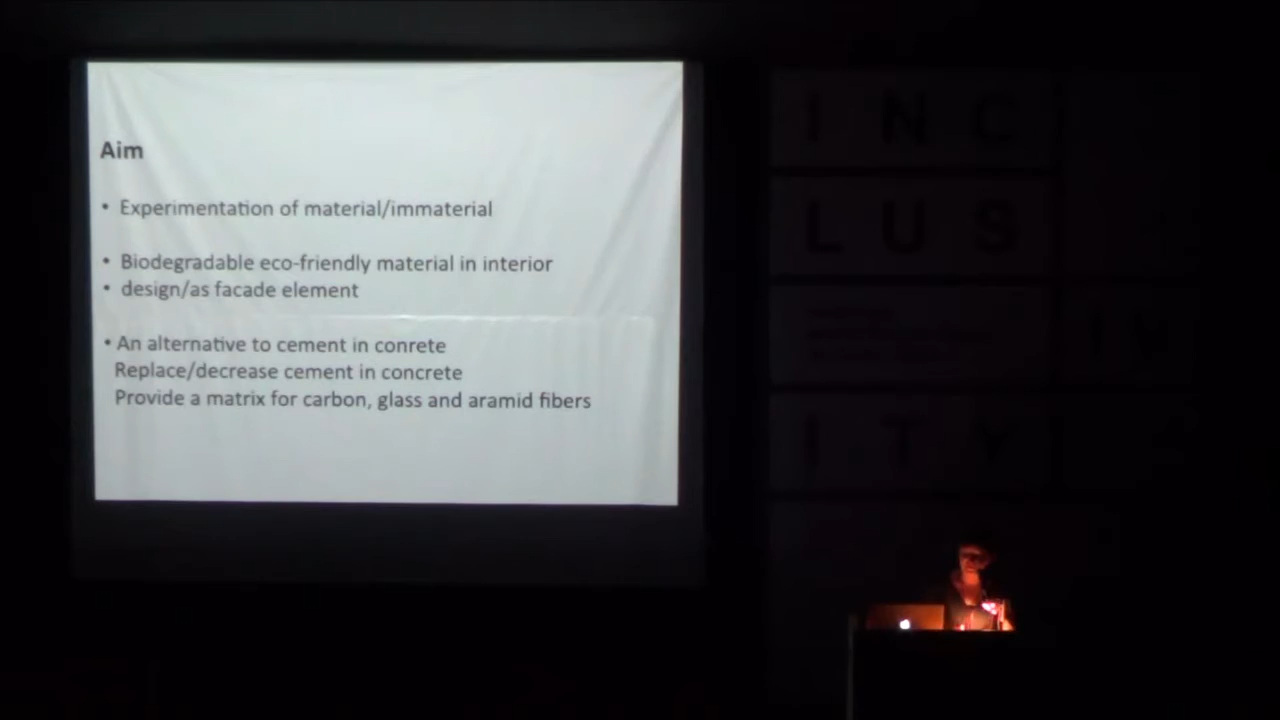 Aim
• Experimentation of material/immaterial
• Biodegradable eco-friendly material in interior
• design/as facade element
• An alternative to cement in conrete
Replace/decrease cement in concrete
Provide a matrix for carbon, glass and aramid fibers
I N C
L U S
I T Y